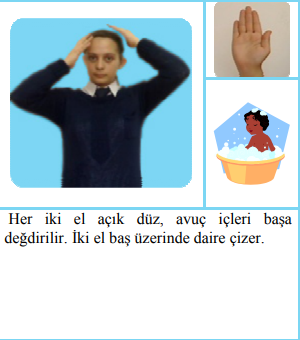 Her iki el açık düz, avuç içleri başa
değdirilir. İki el baş üzerinde daire çizer.